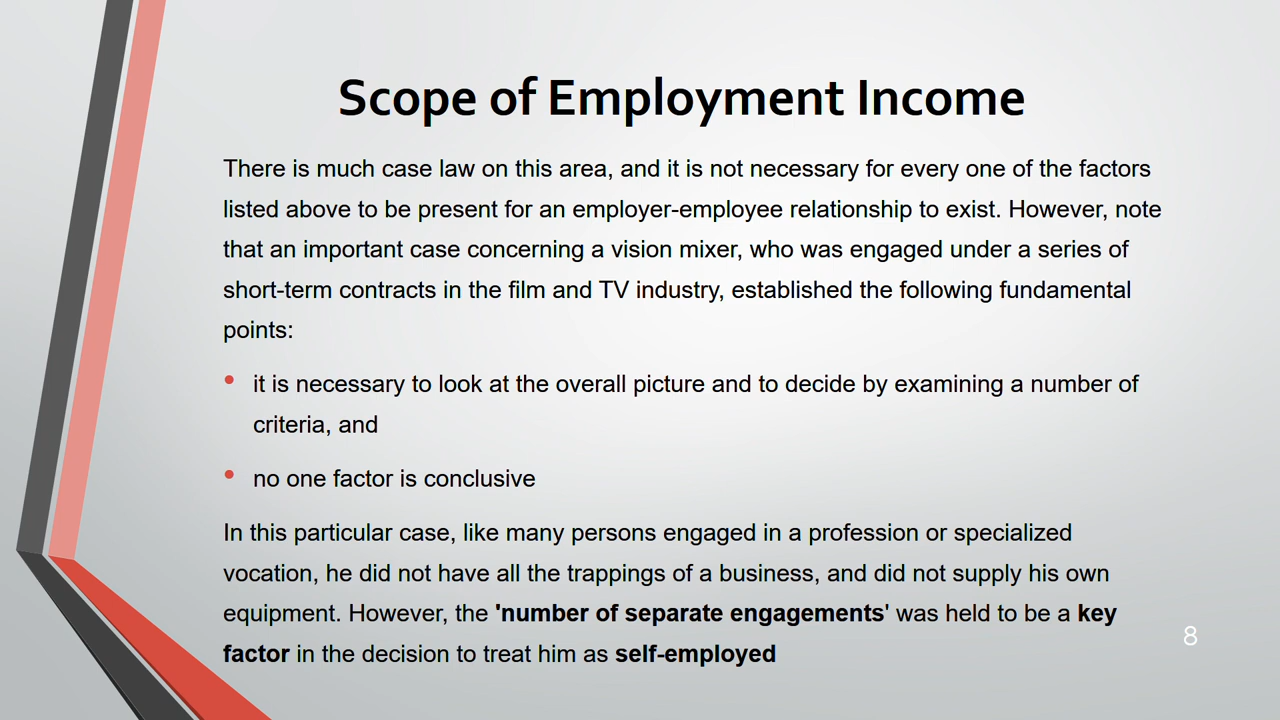 Scope of Employment Income
There is much case law on this area, and it is not necessary for every one of the factors
listed above to be present for an employer-employee relationship to exist. However, note
that an important case concerning a vision mixer, who was engaged under a series of
short-term contracts in the film and TV industry, established the following fundamental
points:
• it is necessary to look at the overall picture and to decide by examining a number of
criteria, and
• no one factor is conclusive
In this particular case, like many persons engaged in a profession or specialized
vocation, he did not have all the trappings of a business, and did not supply his own
equipment. However, the 'number of separate engagements' was held to be a key
factor in the decision to treat him as self-employed
8